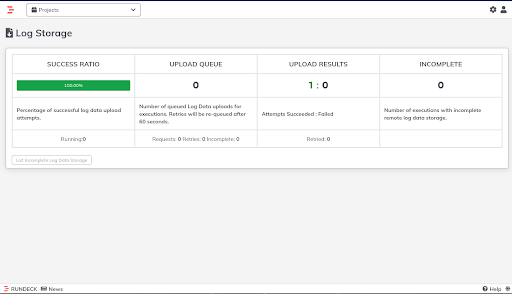 Projects
Log Storage
SUCCESS RATIO
UPLOAD QUEUE
UPLOAD RESULTS
INCOMPLETE
100.00%
0
1 : 0
0
Percentage of successful log data upload
attempts.
Number of queued Log Data uploads for
executions, Retries will be re-queued after
60 seconds.
Attempts Succeeded : Failed
Number of executions with incomplete
remote log data storage.
Running:0
Requests: 0 Retries: 0 Incomplete: 0
Retried: 0
List Incomplete Log Data Storage
RUNDECK News
Help